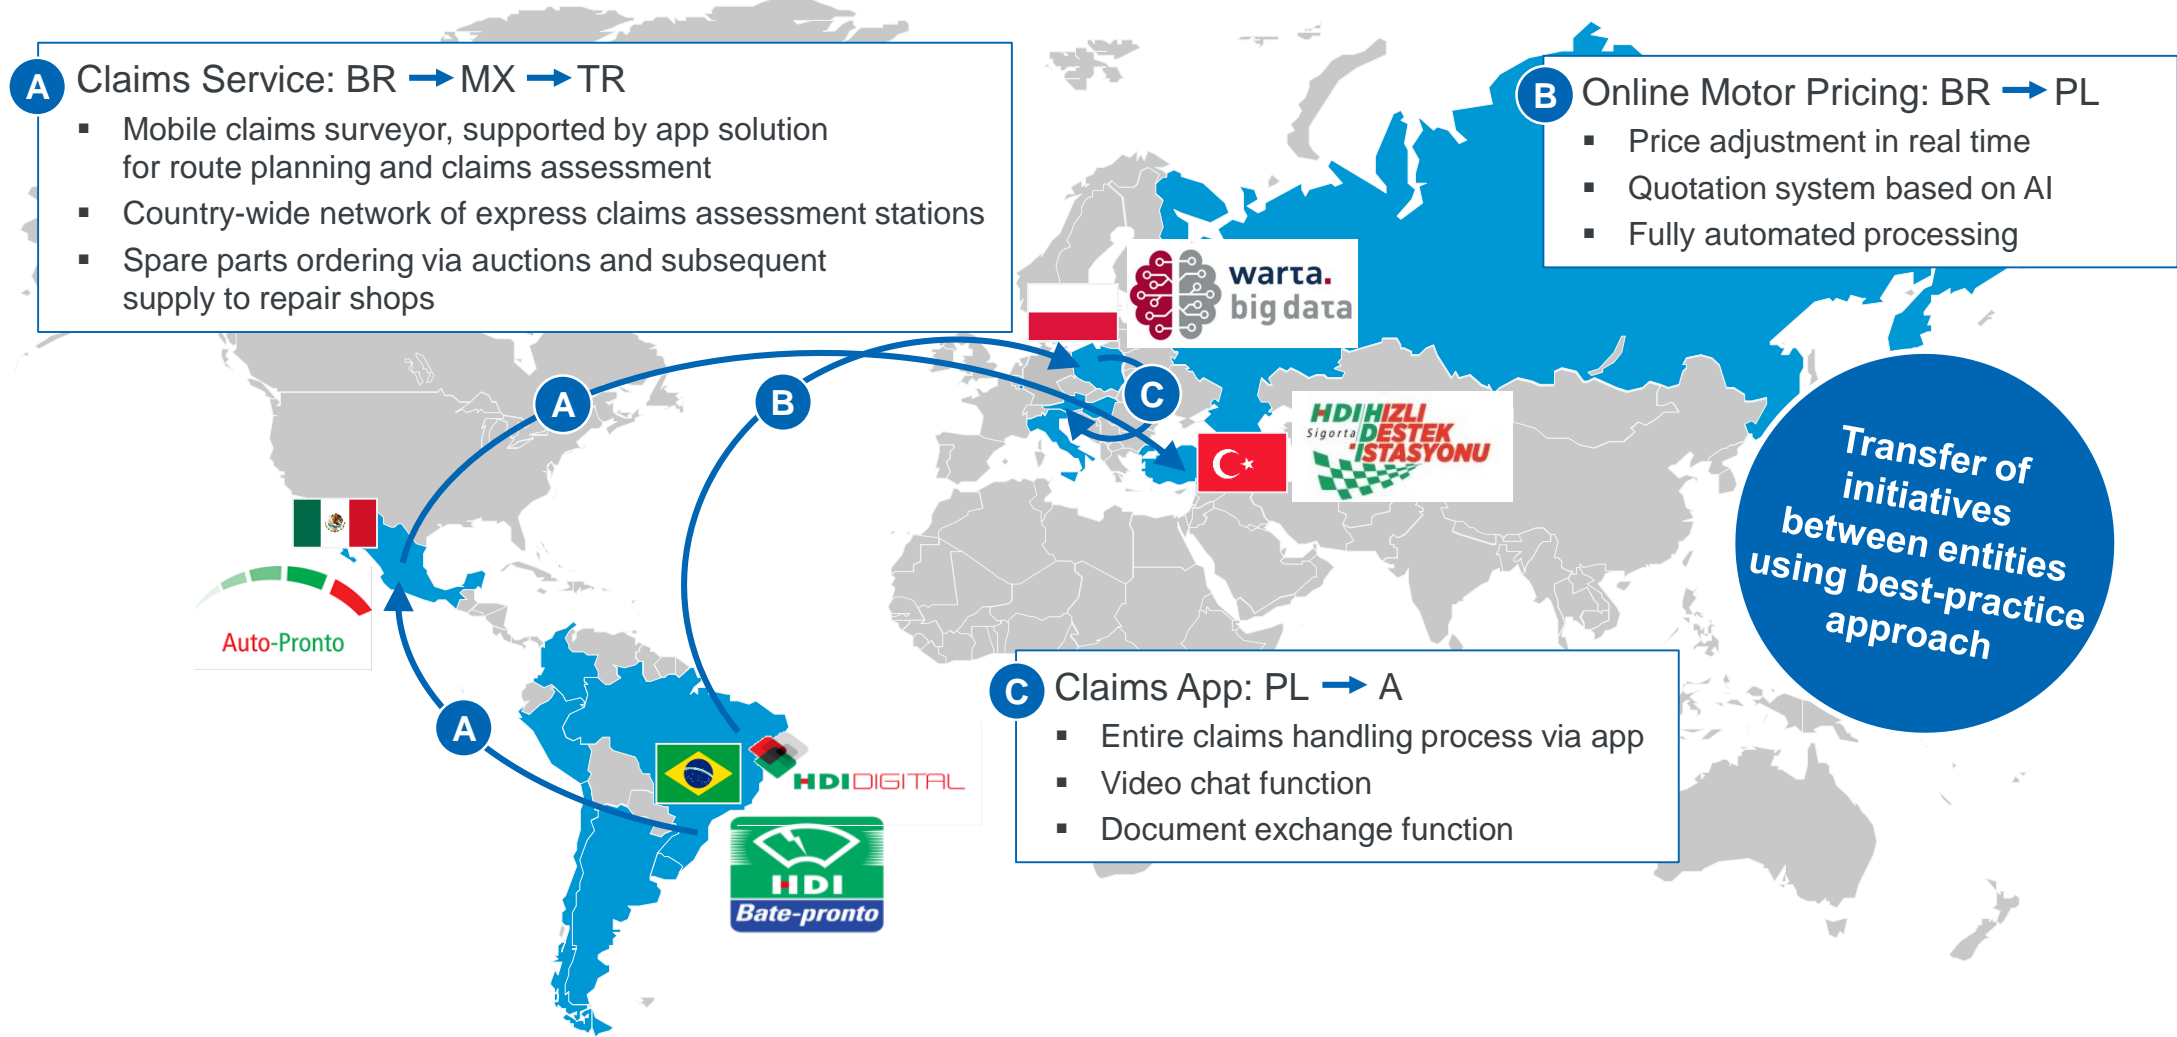 A Claims Service: BR → MX → TR
▪ Mobile claims surveyor, supported by app solution
for route planning and claims assessment
▪ Country-wide network of express claims assessment stations
▪ Spare parts ordering via auctions and subsequent
supply to repair shops
B Online Motor Pricing: BR → PL
▪ Price adjustment in real time
▪ Quotation system based on AI
▪ Fully automated processing
warta.
big data
A
B
C
HDI HIZLI
Sigorta DESTEK
İSTASYONU
Transfer of
initiatives
between entities
using best-practice
approach
Auto-Pronto
A
HDI DIGITAL
HDI
Bate-pronto
C Claims App: PL → A
▪ Entire claims handling process via app
▪ Video chat function
▪ Document exchange function